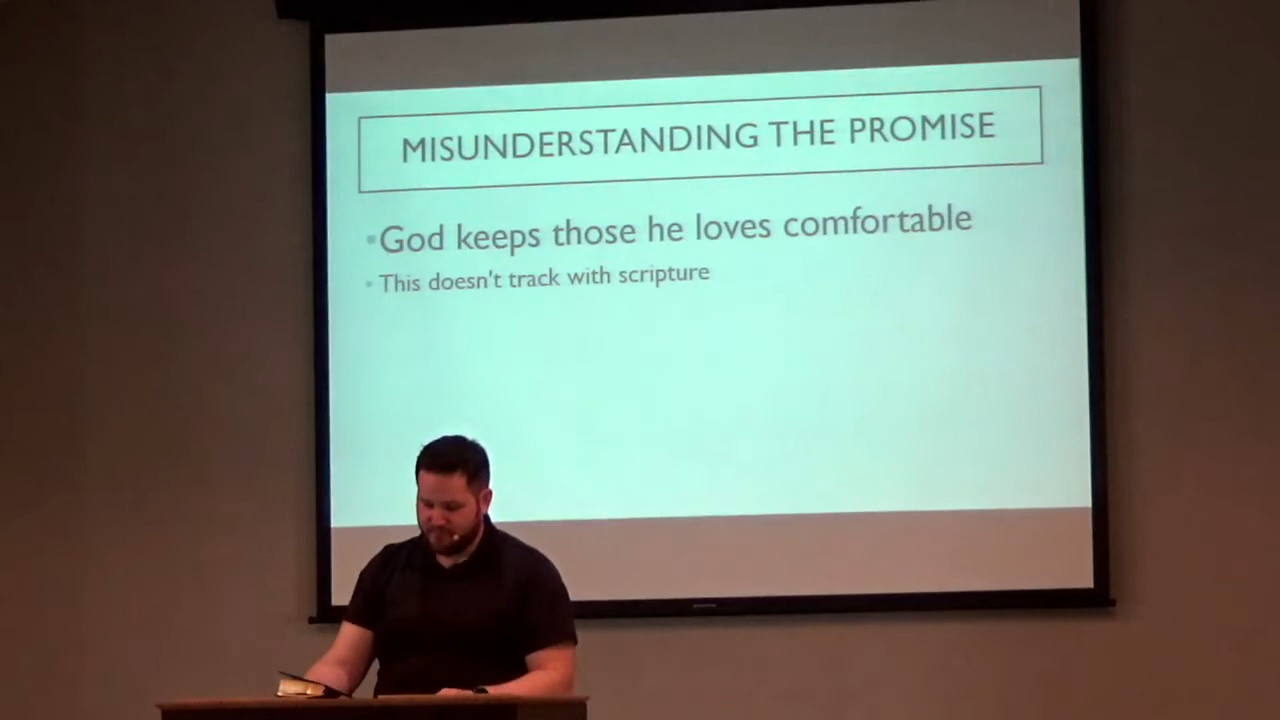 MISUNDERSTANDING THE PROMISE
•God keeps those he loves comfortable
• This doesn't track with scripture